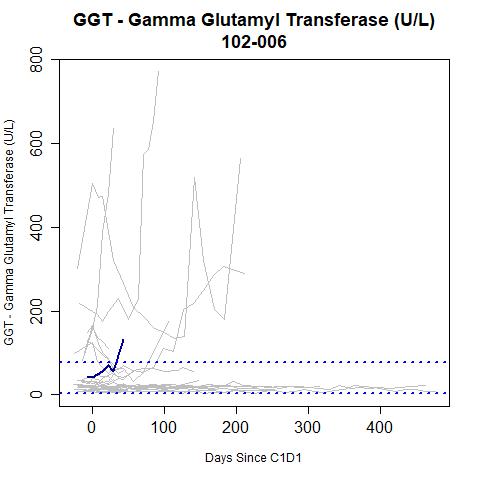 GGT - Gamma Glutamyl Transferase (U/L)
102-006
GGT - Gamma Glutamyl Transferase (U/L)
800
600
400
200
0
0 100 200 300 400
Days Since C1D1